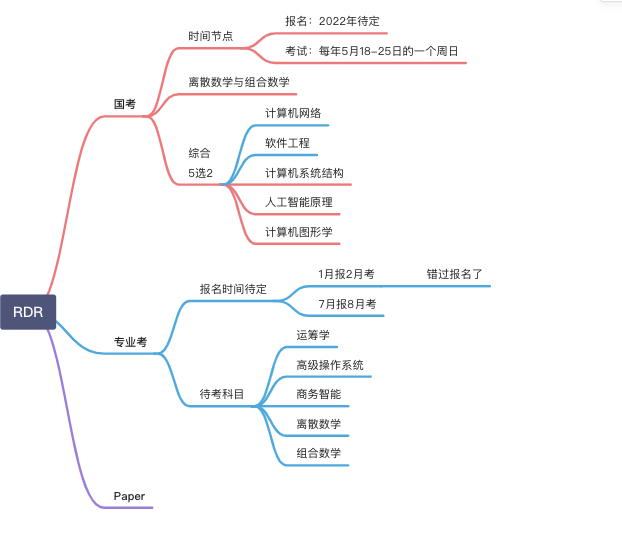 RDR
国考
时间节点
报名：2022年待定
考试：每年5月18-25日的一个周日
离散数学与组合数学
综合
5选2
计算机网络
软件工程
计算机系统结构
人工智能原理
计算机图形学
专业考
报名时间待定
1月报2月考
错过报名了
7月报8月考
待考科目
运筹学
高级操作系统
商务智能
离散数学
组合数学
Paper